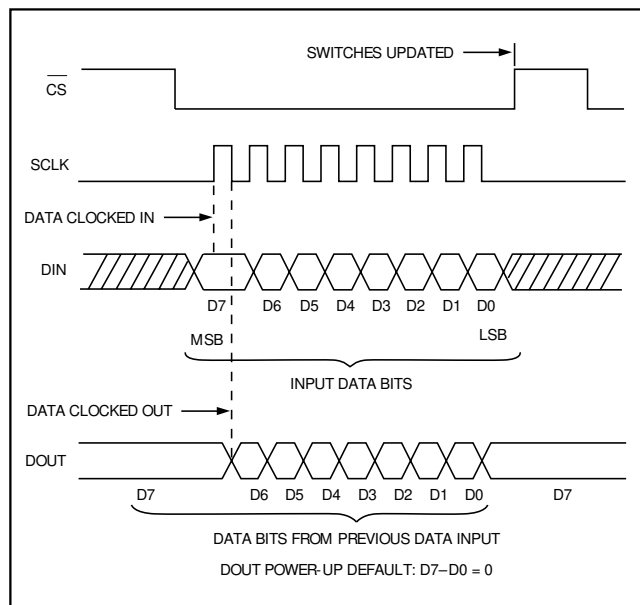 SWITCHES UPDATED
CS
SCLK
DATA CLOCKED IN
DIN
D7 D6 D5 D4 D3 D2 D1 D0
MSB LSB
INPUT DATA BITS
DATA CLOCKED OUT
DOUT
D7 D6 D5 D4 D3 D2 D1 D0 D7
DATA BITS FROM PREVIOUS DATA INPUT
DOUT POWER-UP DEFAULT: D7–D0 = 0